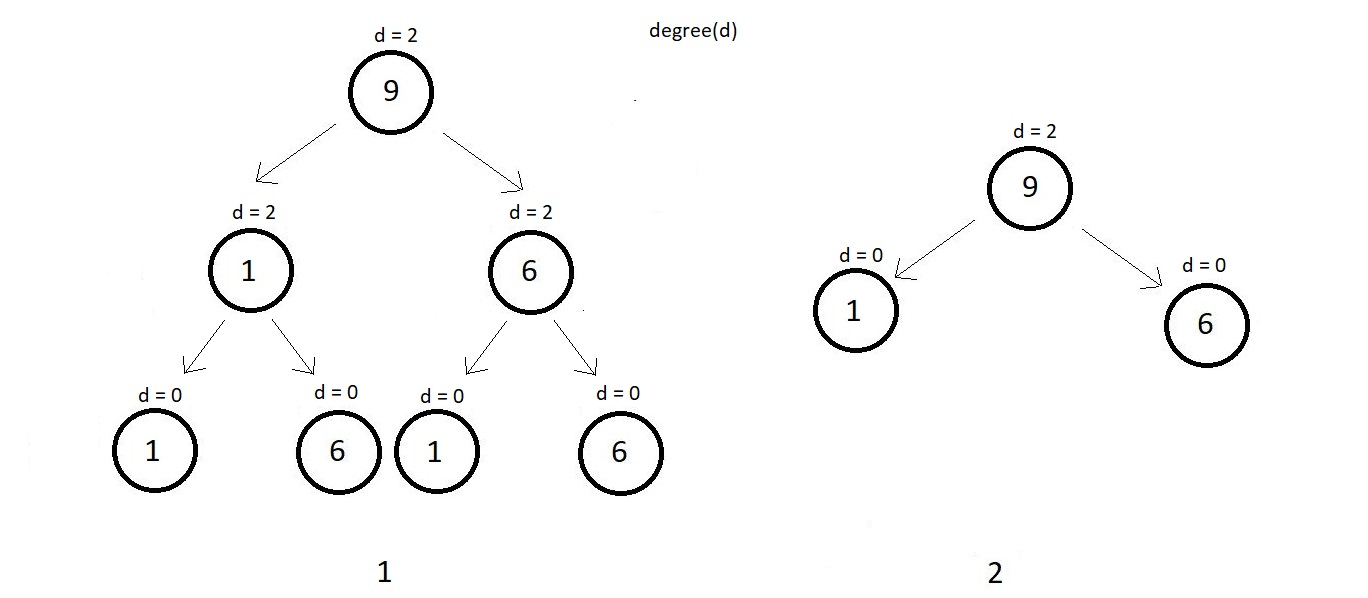 degree(d)
d = 2
9
d = 2
d = 2
1
6
d = 0
d = 0
d = 0
d = 0
1
6
1
6
1
d = 2
9
d = 0
d = 0
1
6
2